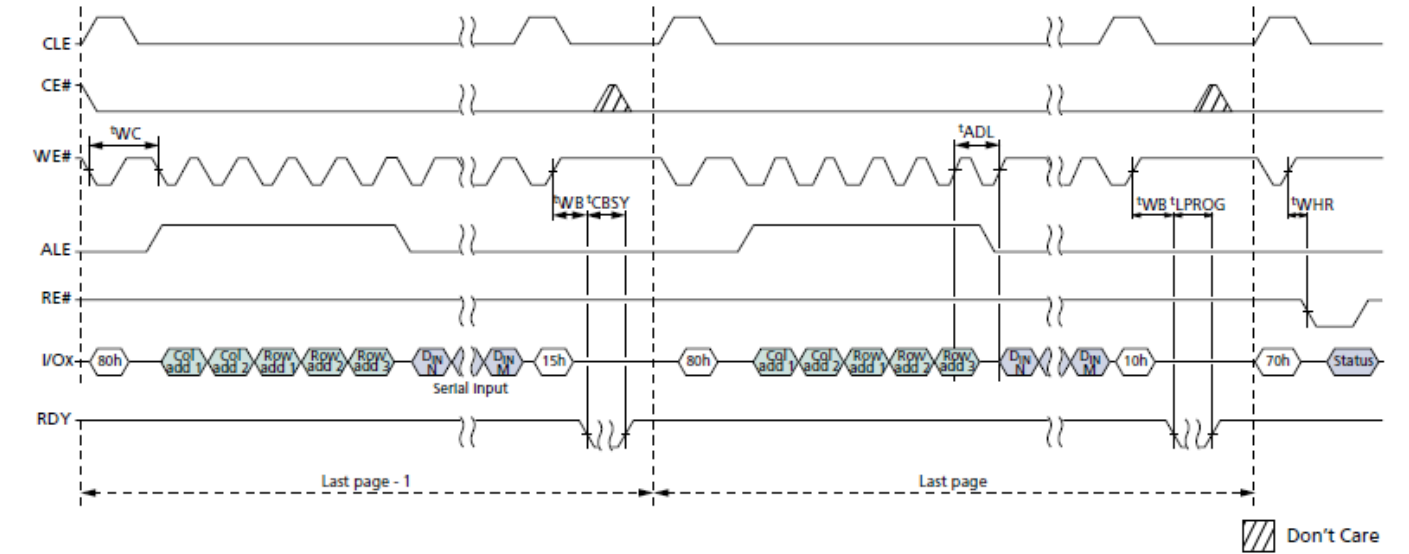 CLE
CE#
tWC
tADL
WE#
tWB tCBSY
tWB tLPROG
tWHR
ALE
RE#
I/Ox
80h
Col add 1
Col add 2
Row add 1
Row add 2
Row add 3
DIN N
DIN M
15h
80h
Col add 1
Col add 2
Row add 1
Row add 2
Row add 3
DIN N
DIN M
10h
70h
Status
Serial Input
RDY
Last page - 1
Last page
Don't Care